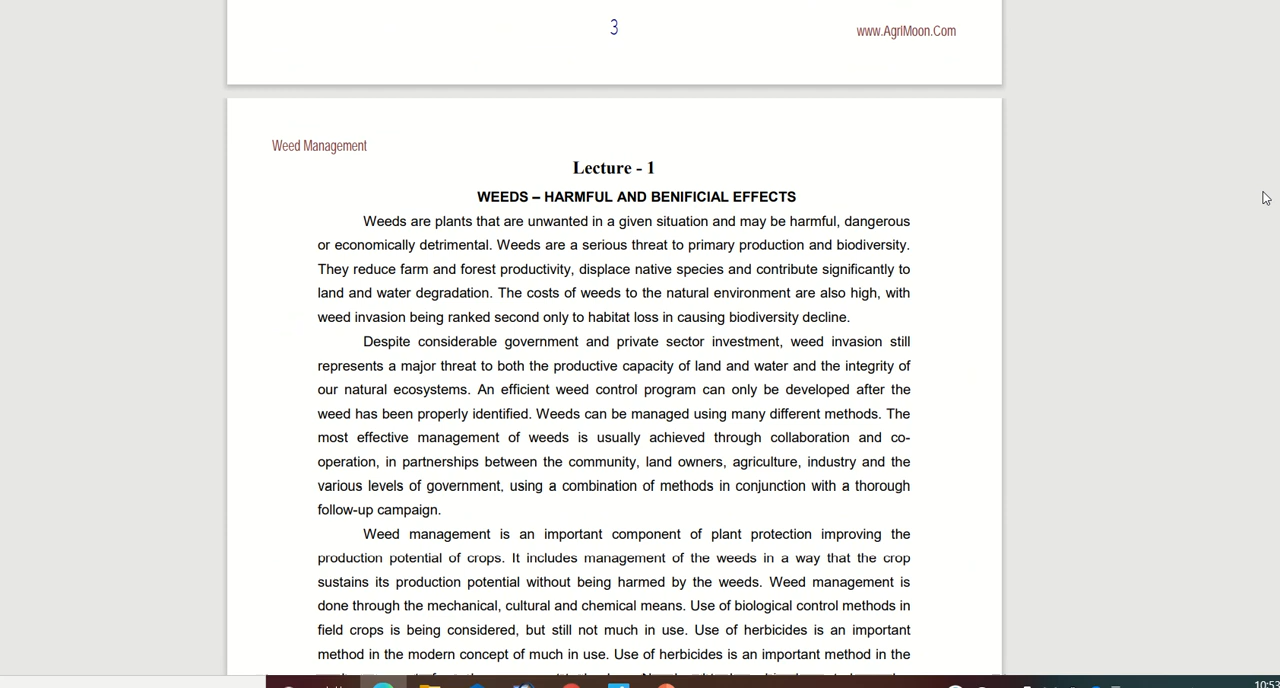 3
www.AgriMoon.Com
Weed Management
Lecture - 1
WEEDS – HARMFUL AND BENIFICIAL EFFECTS
Weeds are plants that are unwanted in a given situation and may be harmful, dangerous
or economically detrimental. Weeds are a serious threat to primary production and biodiversity.
They reduce farm and forest productivity, displace native species and contribute significantly to
land and water degradation. The costs of weeds to the natural environment are also high, with
weed invasion being ranked second only to habitat loss in causing biodiversity decline.
Despite considerable government and private sector investment, weed invasion still
represents a major threat to both the productive capacity of land and water and the integrity of
our natural ecosystems. An efficient weed control program can only be developed after the
weed has been properly identified. Weeds can be managed using many different methods. The
most effective management of weeds is usually achieved through collaboration and co-
operation, in partnerships between the community, land owners, agriculture, industry and the
various levels of government, using a combination of methods in conjunction with a thorough
follow-up campaign.
Weed management is an important component of plant protection improving the
production potential of crops. It includes management of the weeds in a way that the crop
sustains its production potential without being harmed by the weeds. Weed management is
done through the mechanical, cultural and chemical means. Use of biological control methods in
field crops is being considered, but still not much in use. Use of herbicides is an important
method in the modern concept of much in use. Use of herbicides is an important method in the
10:53